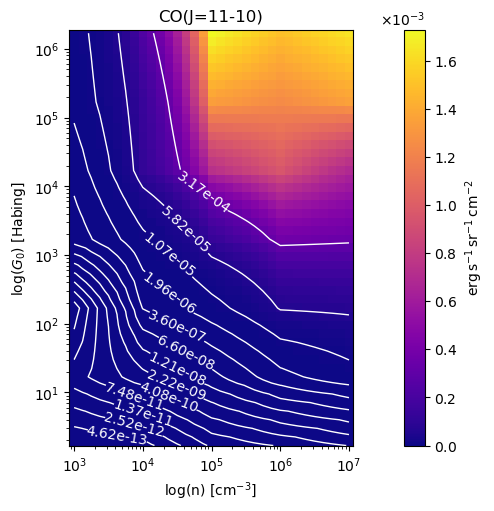 CO(J=11-10)
×10⁻³
10⁶
10⁵
10⁴
10³
10²
10¹
log(G₀) [Habing]
3.17e-04
5.82e-05
1.07e-05
1.96e-06
3.60e-07
6.60e-08
1.21e-08
2.22e-09
4.08e-10
7.48e-11
1.37e-11
2.52e-12
4.62e-13
10³
10⁴
10⁵
10⁶
10⁷
log(n) [cm⁻³]
1.6
1.4
1.2
1.0
0.8
0.6
0.4
0.2
0.0
erg s⁻¹ sr⁻¹ cm⁻²